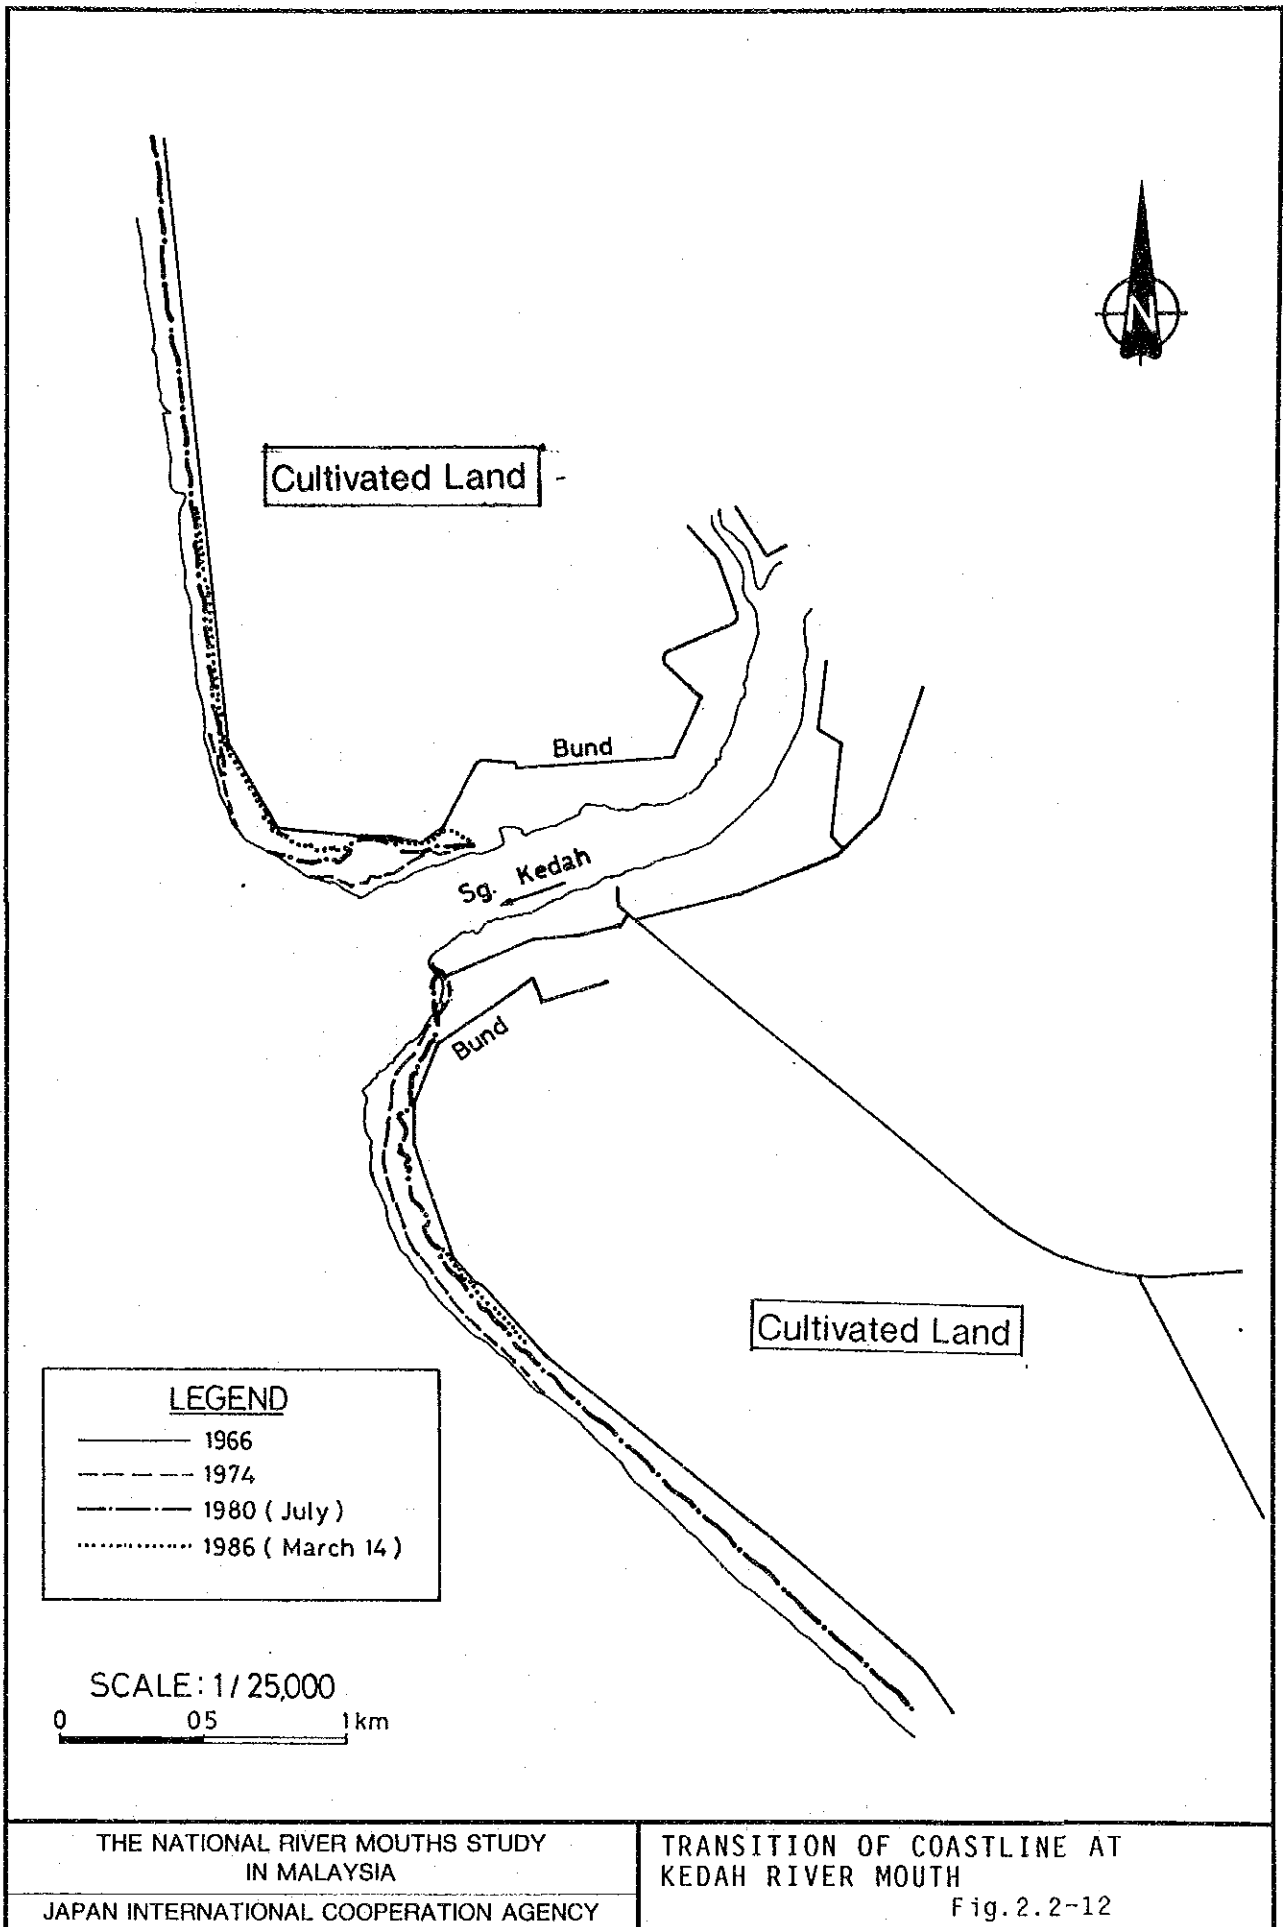 N
Cultivated Land
Bund
Sg. Kedah
Bund
Cultivated Land
LEGEND
1966
1974
1980 ( July )
1986 ( March 14 )
SCALE: 1/25,000
0 05 1 km
THE NATIONAL RIVER MOUTHS STUDY
IN MALAYSIA
JAPAN INTERNATIONAL COOPERATION AGENCY
TRANSITION OF COASTLINE AT
KEDAH RIVER MOUTH
Fig.2.2-12